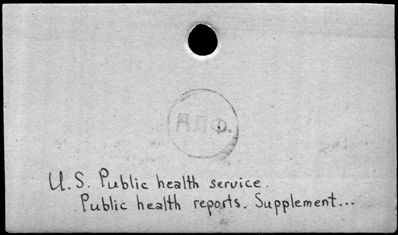 U.S. Public health service.
Public health reports. Supplement...